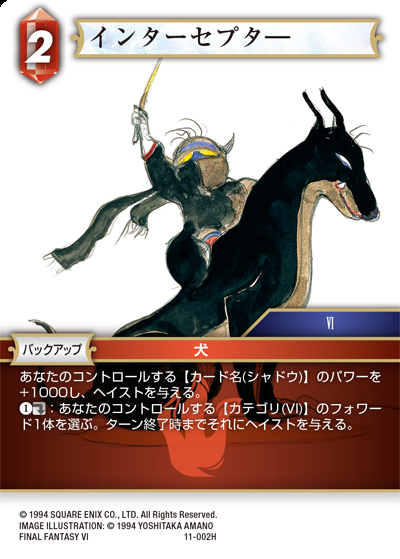 2
インターセプター
VI
バックアップ
犬
あなたのコントロールする【カード名(シャドウ)】のパワーを
+1000し、ヘイストを与える。
❶:あなたのコントロールする【カテゴリ(VI)】のフォワー
ド1体を選ぶ。ターン終了時までそれにヘイストを与える。
© 1994 SQUARE ENIX CO., LTD. All Rights Reserved.
IMAGE ILLUSTRATION: © 1994 YOSHITAKA AMANO
FINAL FANTASY VI 11-002H